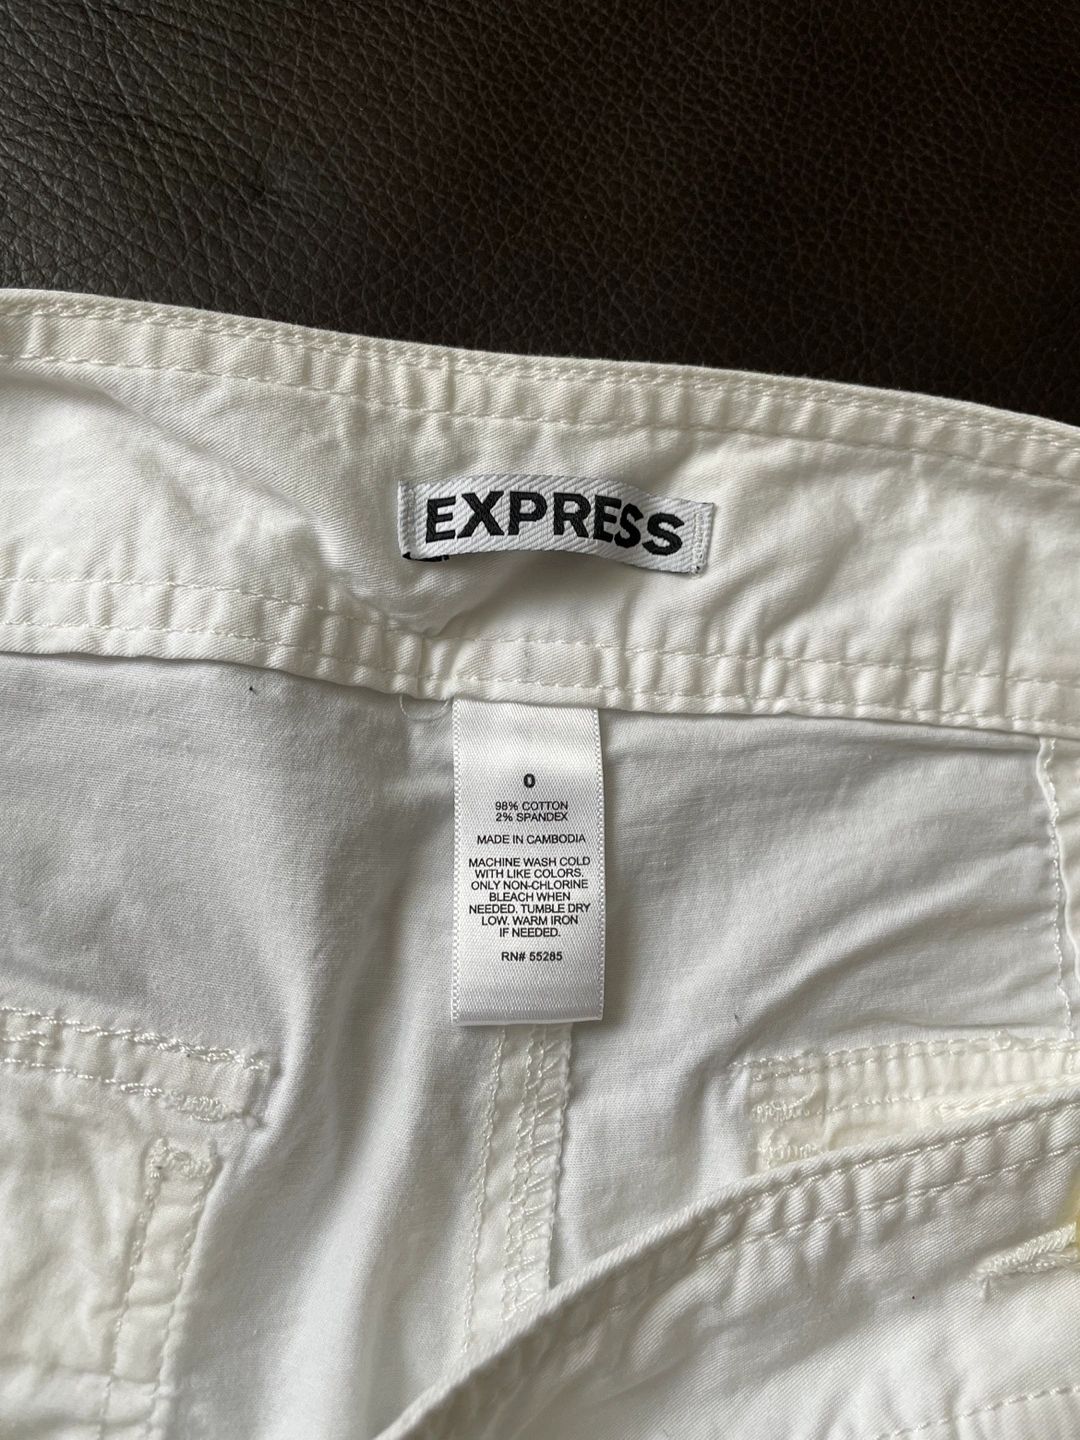 EXPRESS
0
98% COTTON
2% SPANDEX
MADE IN CAMBODIA
MACHINE WASH COLD
WITH LIKE COLORS.
ONLY NON-CHLORINE
BLEACH WHEN
NEEDED. TUMBLE DRY
LOW. WARM IRON
IF NEEDED.
RN# 55285